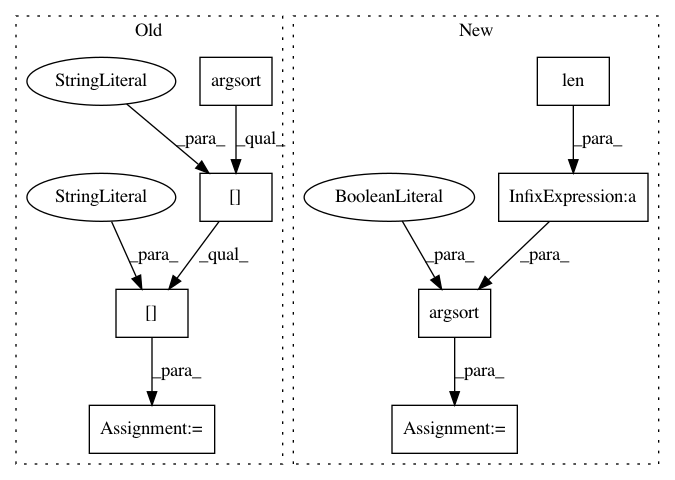 Old
New
StringLiteral
argsort
len
_para_
_qual_
_para_
StringLiteral
[]
BooleanLiteral
InfixExpression:a
_para_
_qual_
_para_
_para_
[]
argsort
_para_
_para_
Assignment:=
Assignment:=